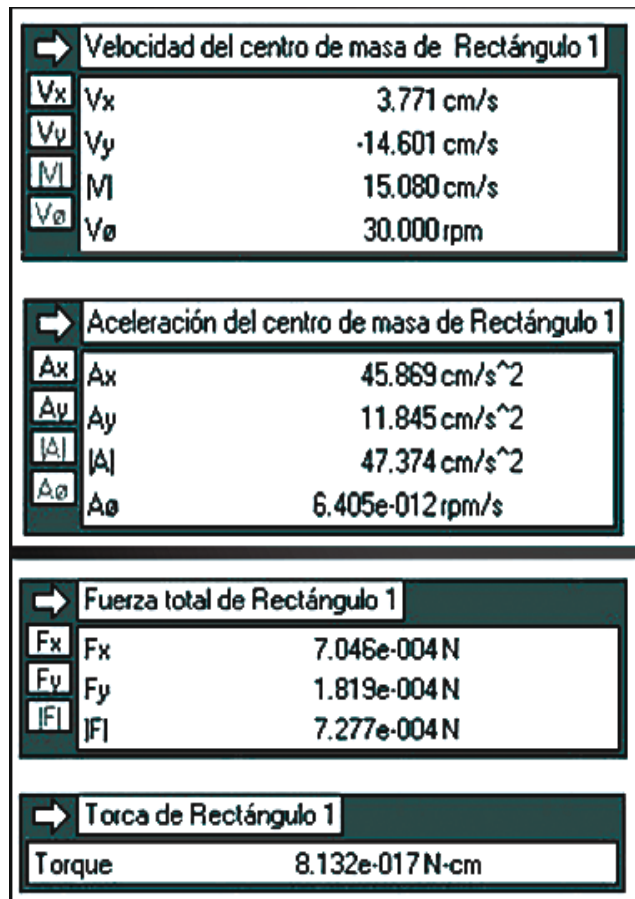 Velocidad del centro de masa de Rectángulo 1
Vx Vx 3.771 cm/s
Vy Vy -14.601 cm/s
|V| |V| 15.080 cm/s
Vø Vø 30.000 rpm
Aceleración del centro de masa de Rectángulo 1
Ax Ax 45.869 cm/s^2
Ay Ay 11.845 cm/s^2
|A| |A| 47.374 cm/s^2
Aø Aø 6.405e-012 rpm/s
Fuerza total de Rectángulo 1
Fx Fx 7.046e-004 N
Fy Fy 1.819e-004 N
|F| |F| 7.277e-004 N
Torca de Rectángulo 1
Torque 8.132e-017 N-cm